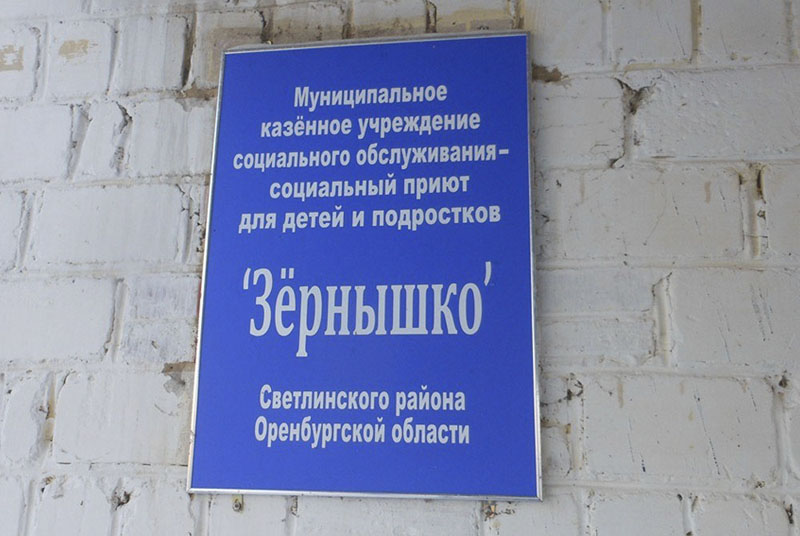 Муниципальное
казённое учреждение
социального обслуживания-
социальный приют
для детей и подростков
‘Зёрнышко’
Светлинского района
Оренбургской области